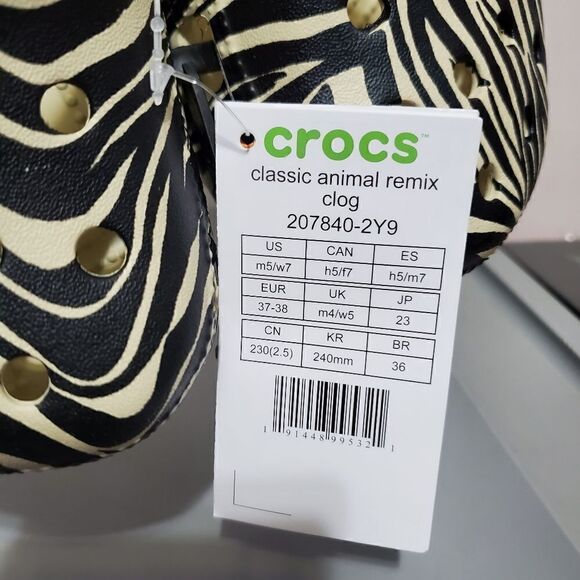 crocs™
classic animal remix
clog
207840-2Y9
US CAN ES
m5/w7 h5/f7 h5/m7
EUR UK JP
37-38 m4/w5 23
CN KR BR
230(2.5) 240mm 36
1 91448 99532 1